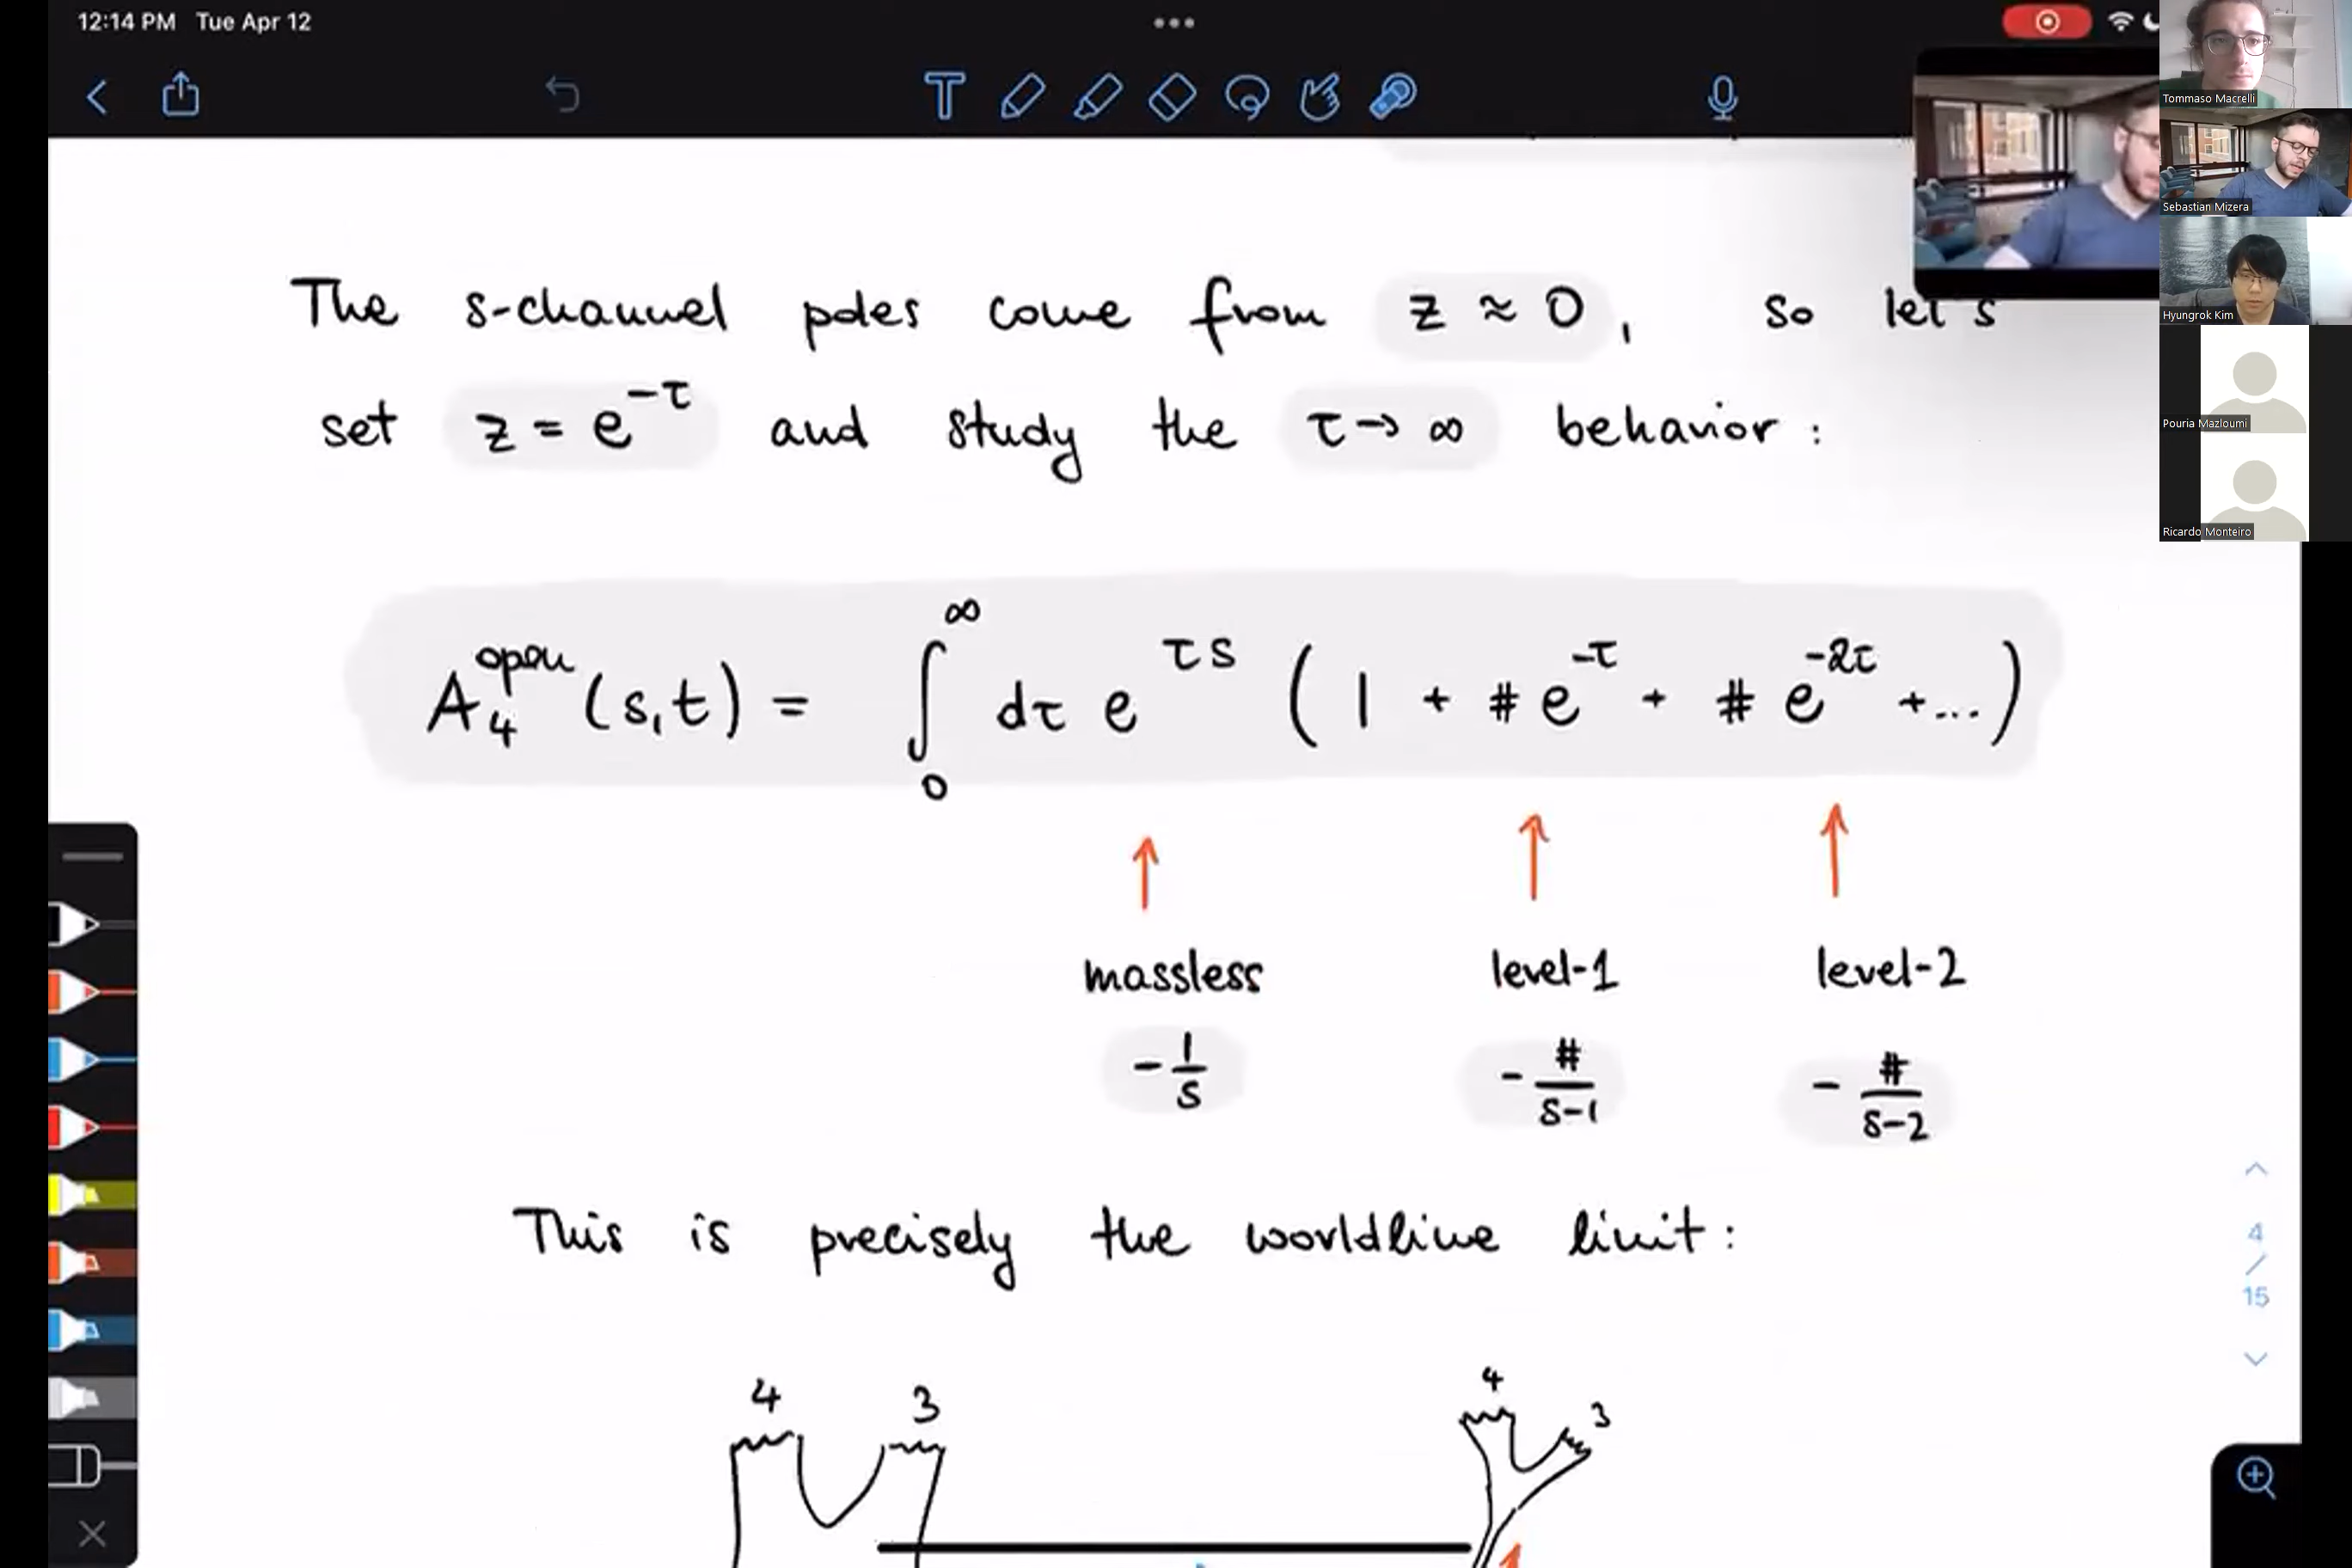 12:14 PM Tue Apr 12
Tommaso Macrelli
Sebastian Mizera
Hyungrok Kim
Pouria Mazloumi
Ricardo Monteiro
The s-channel poles come from z ≈ 0, so let's
set z = e^{-τ} and study the τ → ∞ behavior:
A_4^{open}(s,t) = ∫_0^∞ dτ e^{τs} (1 + # e^{-τ} + # e^{-2τ} + ...)
massless level-1 level-2
-1/s -#/(s-1) -#/(s-2)
This is precisely the worldline limit:
4 3 4 3
4
/
15